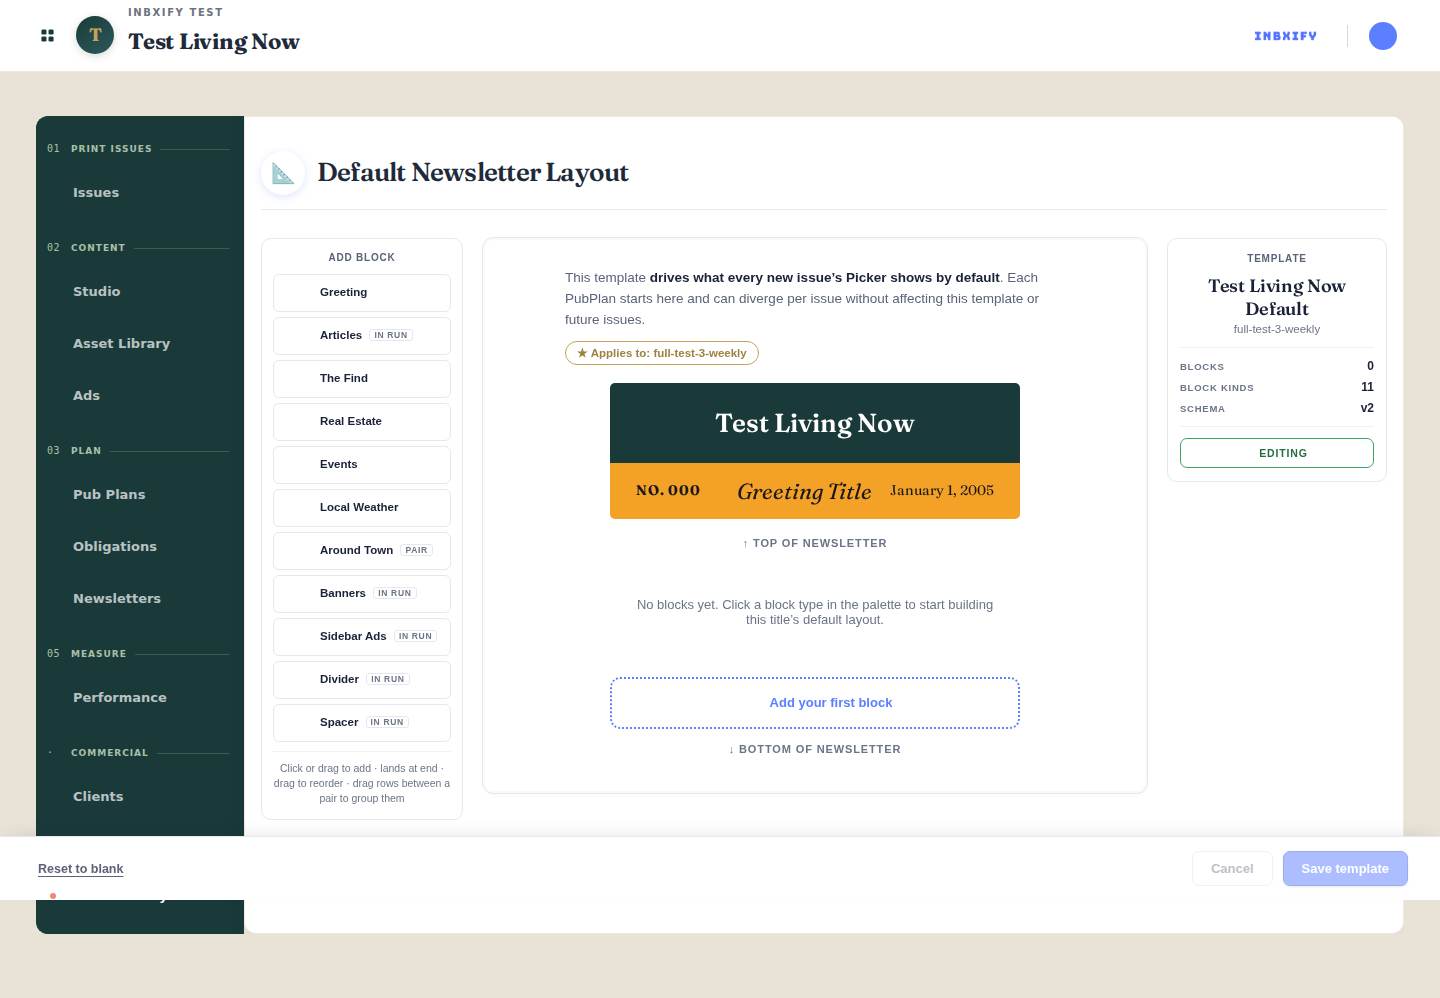 INBXIFY TEST
T
Test Living Now
INBXIFY
01 PRINT ISSUES
Issues
02 CONTENT
Studio
Asset Library
Ads
03 PLAN
Pub Plans
Obligations
Newsletters
05 MEASURE
Performance
· COMMERCIAL
Clients
Default Newsletter Layout
ADD BLOCK
Greeting
Articles IN RUN
The Find
Real Estate
Events
Local Weather
Around Town PAIR
Banners IN RUN
Sidebar Ads IN RUN
Divider IN RUN
Spacer IN RUN
Click or drag to add · lands at end ·
drag to reorder · drag rows between a
pair to group them
This template drives what every new issue’s Picker shows by default. Each
PubPlan starts here and can diverge per issue without affecting this template or
future issues.
★ Applies to: full-test-3-weekly
Test Living Now
NO. 000 Greeting Title January 1, 2005
↑ TOP OF NEWSLETTER
No blocks yet. Click a block type in the palette to start building
this title’s default layout.
Add your first block
↓ BOTTOM OF NEWSLETTER
TEMPLATE
Test Living Now
Default
full-test-3-weekly
BLOCKS 0
BLOCK KINDS 11
SCHEMA v2
EDITING
Reset to blank
Cancel
Save template